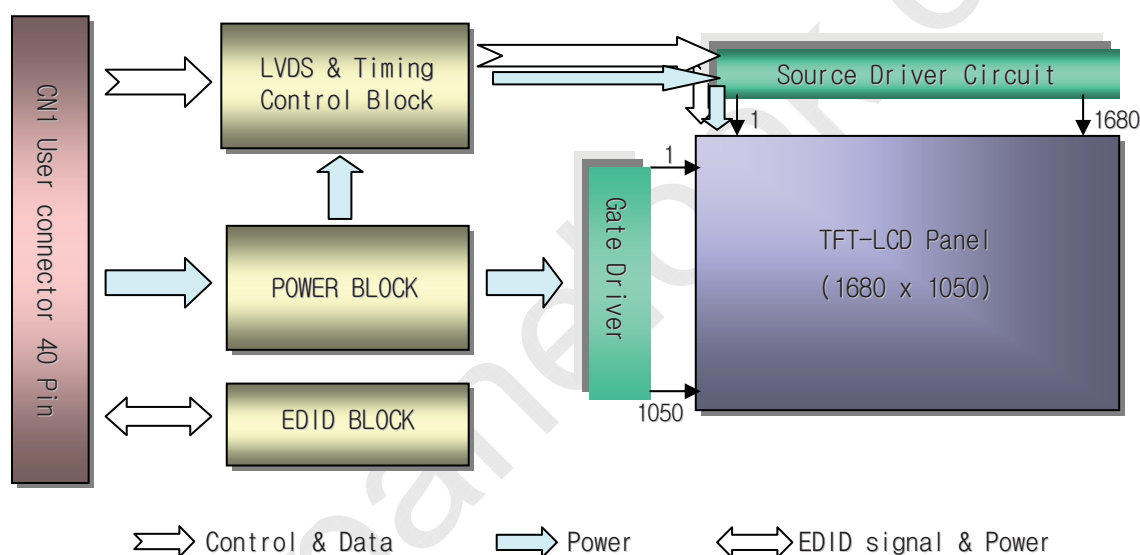 CN1 User connector 40 Pin
LVDS & Timing
Control Block
Source Driver Circuit
1
1680
1
Gate Driver
TFT-LCD Panel
(1680 x 1050)
POWER BLOCK
1050
EDID BLOCK
Control & Data
Power
EDID signal & Power